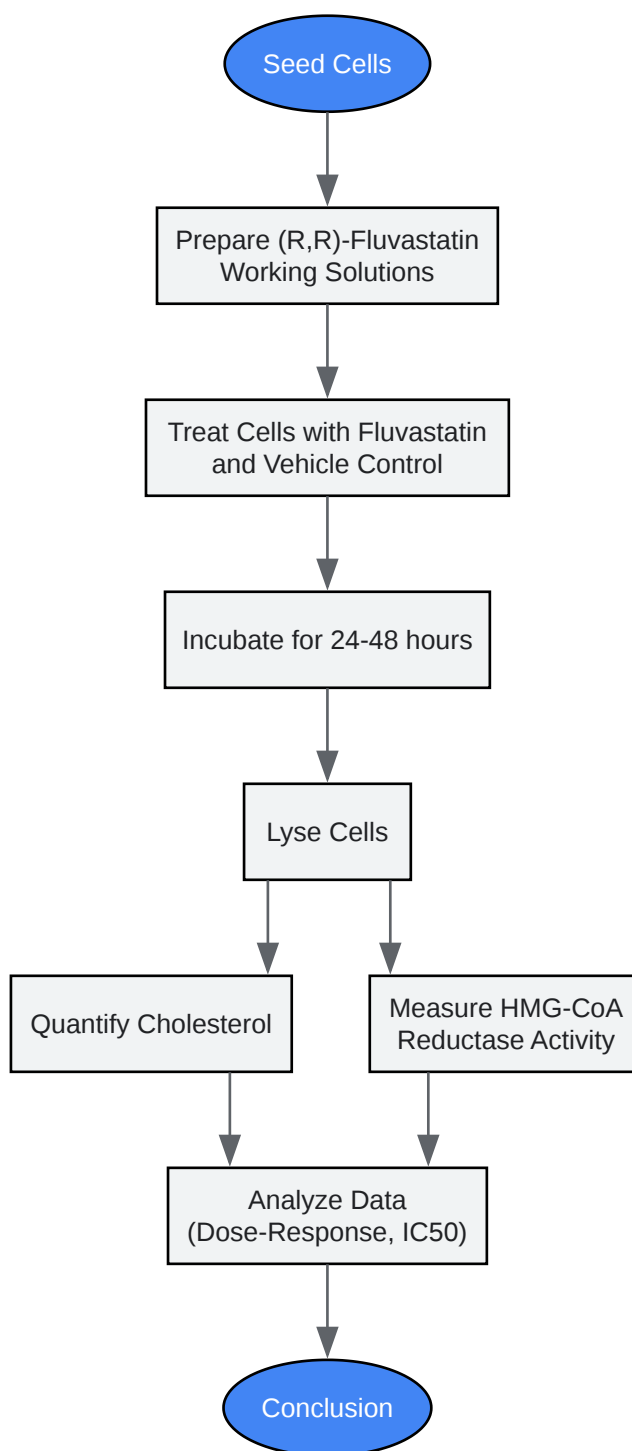 Seed Cells
Prepare (R,R)-Fluvastatin
Working Solutions
Treat Cells with Fluvastatin
and Vehicle Control
Incubate for 24-48 hours
Lyse Cells
Quantify Cholesterol
Measure HMG-CoA
Reductase Activity
Analyze Data
(Dose-Response, IC50)
Conclusion